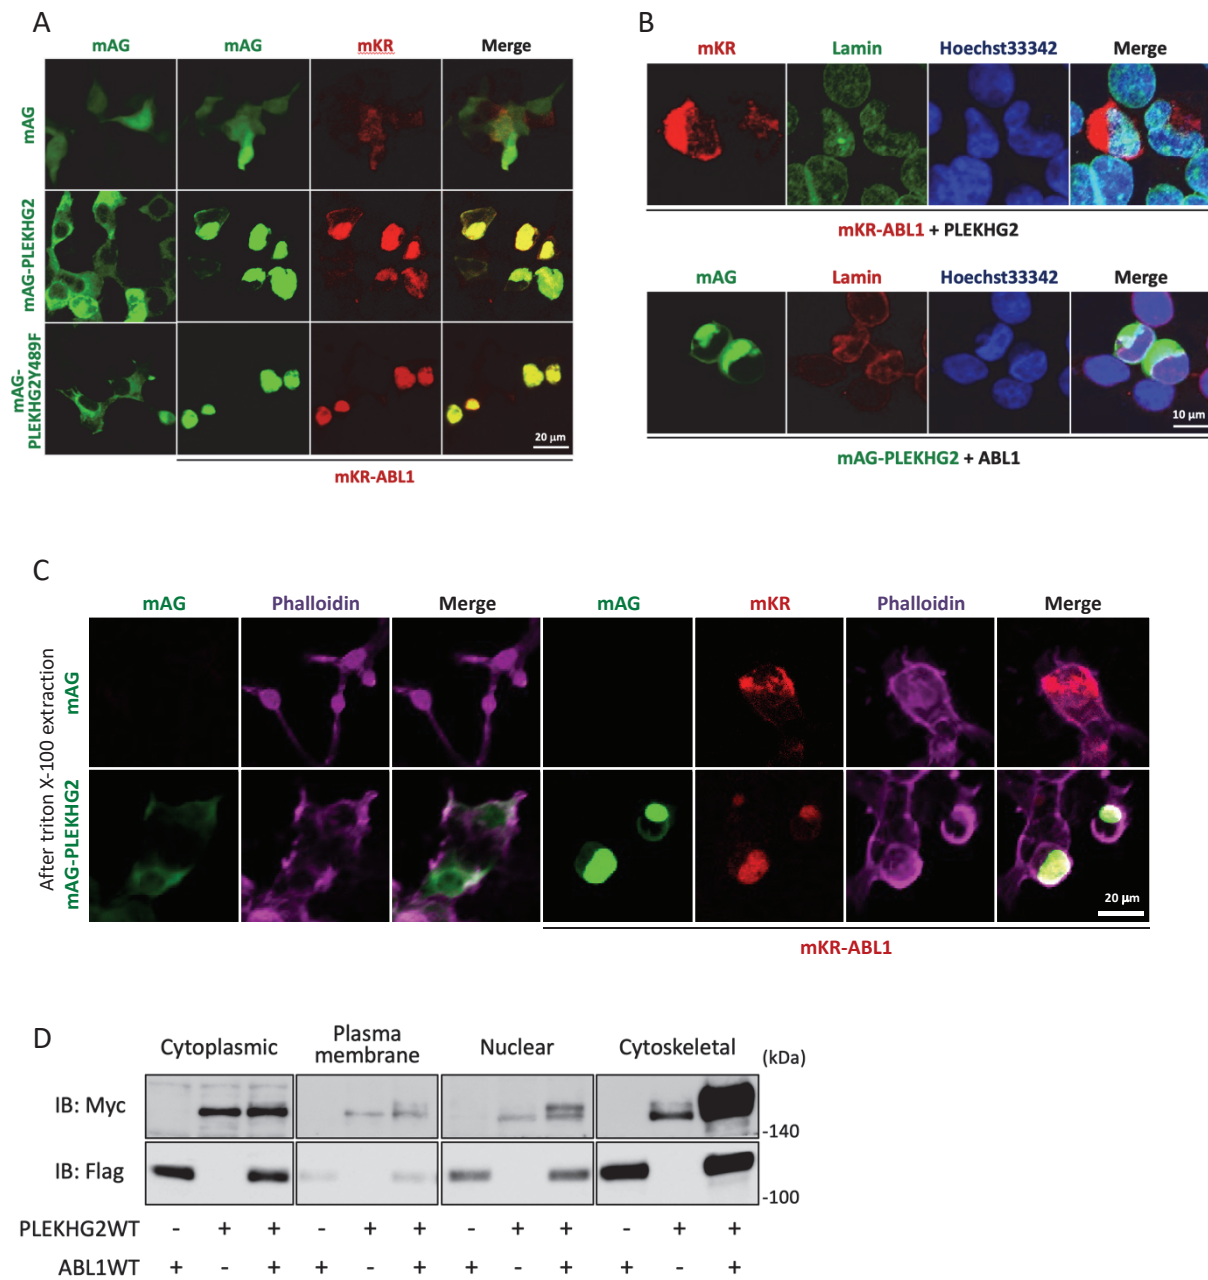 A
mAG mAG mKR Merge
mAG
mAG-PLEKHG2
mAG-
PLEKHG2Y489F
20 μm
mKR-ABL1
B
mKR Lamin Hoechst33342 Merge
mKR-ABL1 + PLEKHG2
mAG Lamin Hoechst33342 Merge
10 μm
mAG-PLEKHG2 + ABL1
C
mAG Phalloidin Merge mAG mKR Phalloidin Merge
After triton X-100 extraction
mAG
mAG-PLEKHG2
20 μm
mKR-ABL1
D
Cytoplasmic Plasma membrane Nuclear Cytoskeletal (kDa)
IB: Myc
-140
IB: Flag
-100
PLEKHG2WT - + + - + + - + + - + +
ABL1WT + - + + - + + - + + - +